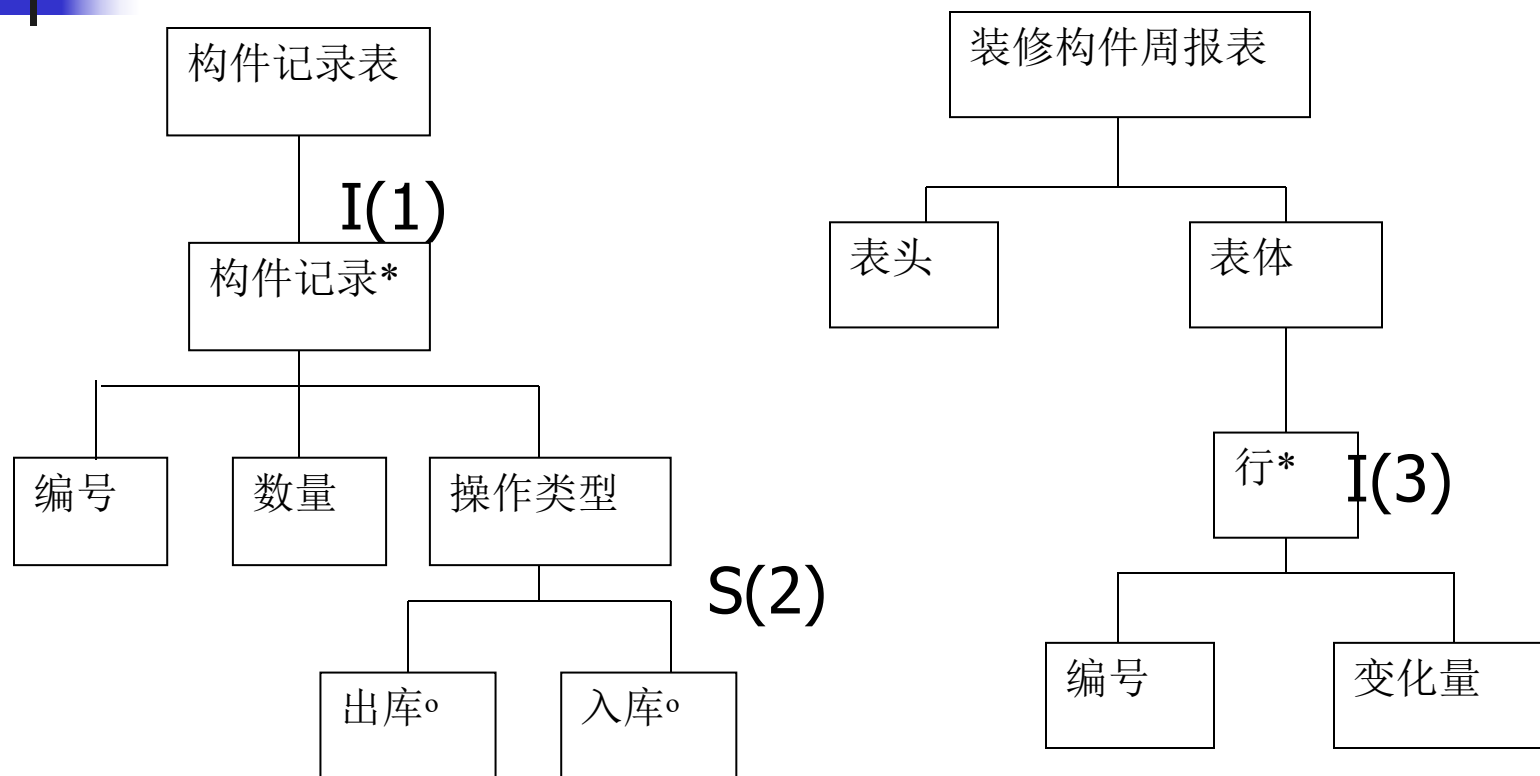 构件记录表
I(1)
构件记录*
编号
数量
操作类型
S(2)
出库o
入库o
装修构件周报表
表头
表体
行*
I(3)
编号
变化量